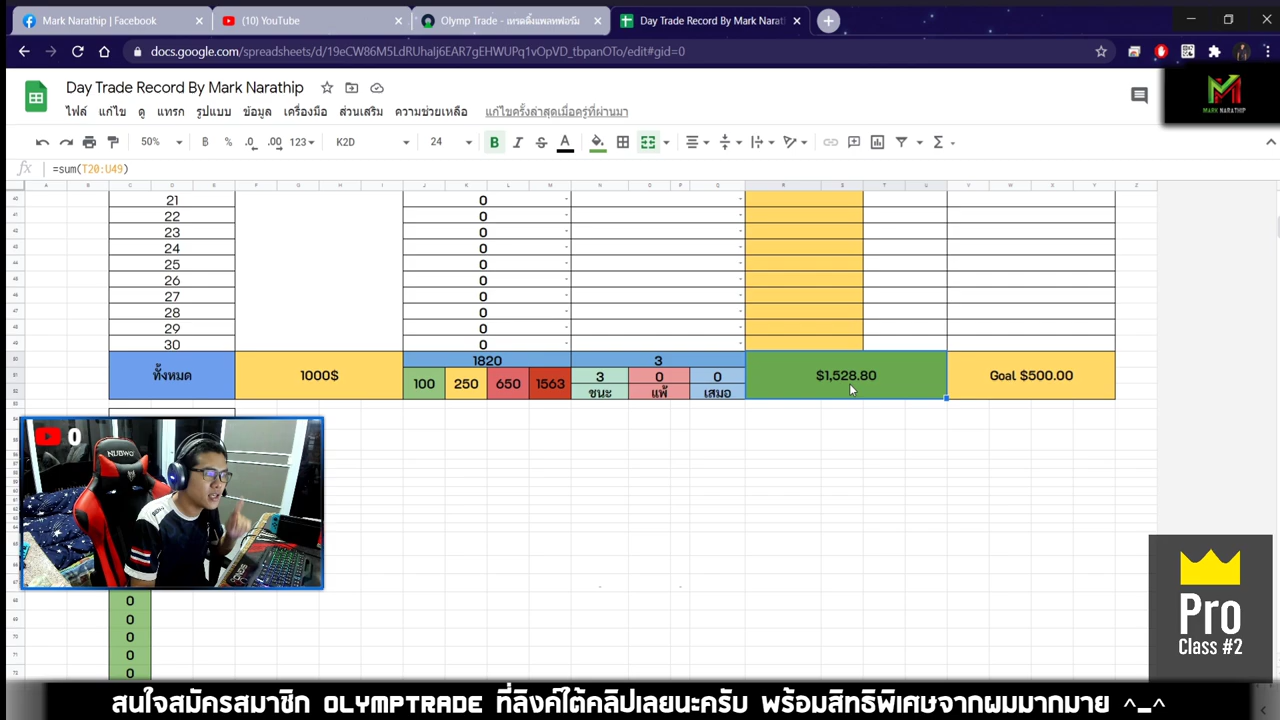 Mark Narathip | Facebook
(10) YouTube
Olymp Trade - เทรดดิ้งแพลทฟอร์ม
Day Trade Record By Mark Narat
docs.google.com/spreadsheets/d/19eCW86M5LdRUhaIj6EAR7gEHWUPq1vOpVD_tbpanOTo/edit#gid=0
Day Trade Record By Mark Narathip
ไฟล์ แก้ไข ดู แทรก รูปแบบ ข้อมูล เครื่องมือ ส่วนเสริม ความช่วยเหลือ แก้ไขครั้งล่าสุดเมื่อครู่ที่ผ่านมา
MARK NARATHIP
50% B % .0 .00 123 K2D 24 B I S A
fx =sum(T20:U49)
A B C D E F G H I J K L M N O P Q R S T U V W X Y Z
21 0 - -
22 0 - -
23 0 - -
24 0 - -
25 0 - -
26 0 - -
27 0 - -
28 0 - -
29 0 - -
30 0 - -
ทั้งหมด 1000$ 1820 3 $1,528.80 Goal $500.00
100 250 650 1563 3 0 0
ชนะ แพ้ เสมอ
0
NUBWO
0
0
0
0
0
Pro
Class #2
สนใจสมัครสมาชิก OLYMPTRADE ที่ลิงค์ใต้คลิปเลยนะครับ พร้อมสิทธิพิเศษจากผมมากมาย ^_^